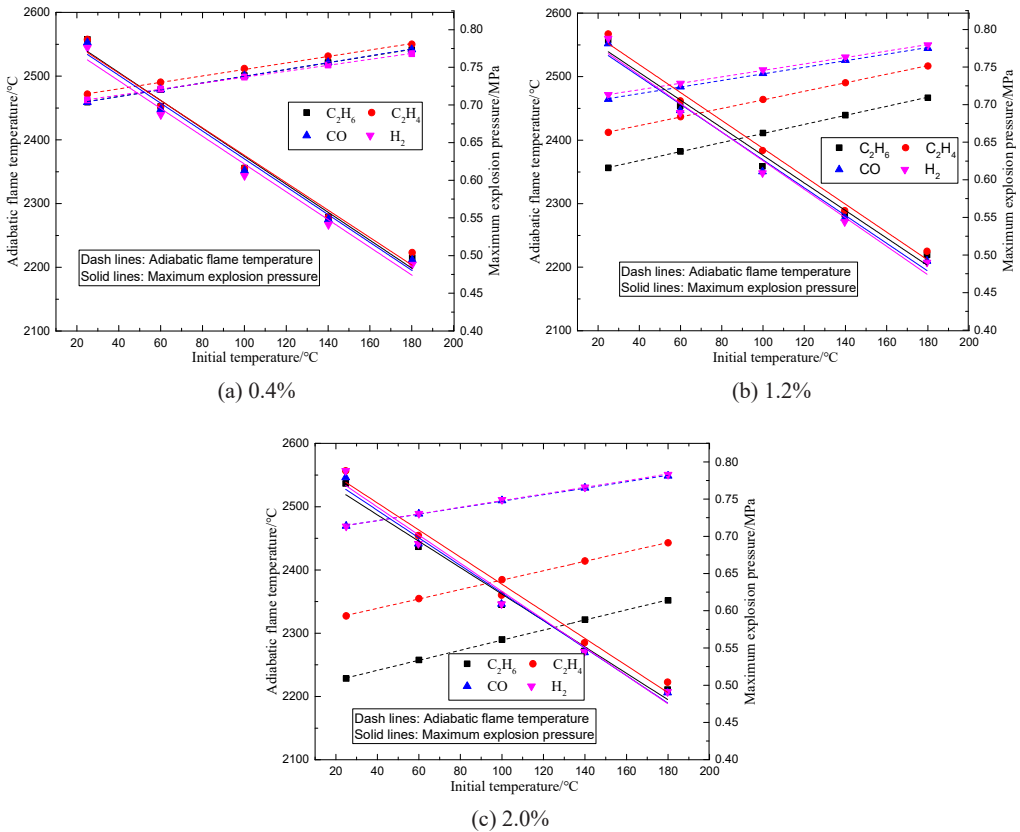 2600
2500
2400
2300
2200
2100
Adiabatic flame temperature/℃
0.80
0.75
0.70
0.65
0.60
0.55
0.50
0.45
0.40
Maximum explosion pressure/MPa
C₂H₆ C₂H₄
CO H₂
Dash lines: Adiabatic flame temperature
Solid lines: Maximum explosion pressure
20 40 60 80 100 120 140 160 180 200
Initial temperature/℃
(a) 0.4%
2600
2500
2400
2300
2200
2100
Adiabatic flame temperature/℃
0.80
0.75
0.70
0.65
0.60
0.55
0.50
0.45
0.40
Maximum explosion pressure/MPa
C₂H₆ C₂H₄
CO H₂
Dash lines: Adiabatic flame temperature
Solid lines: Maximum explosion pressure
20 40 60 80 100 120 140 160 180 200
Initial temperature/℃
(b) 1.2%
2600
2500
2400
2300
2200
2100
Adiabatic flame temperature/℃
0.80
0.75
0.70
0.65
0.60
0.55
0.50
0.45
0.40
Maximum explosion pressure/MPa
C₂H₆ C₂H₄
CO H₂
Dash lines: Adiabatic flame temperature
Solid lines: Maximum explosion pressure
20 40 60 80 100 120 140 160 180 200
Initial temperature/℃
(c) 2.0%